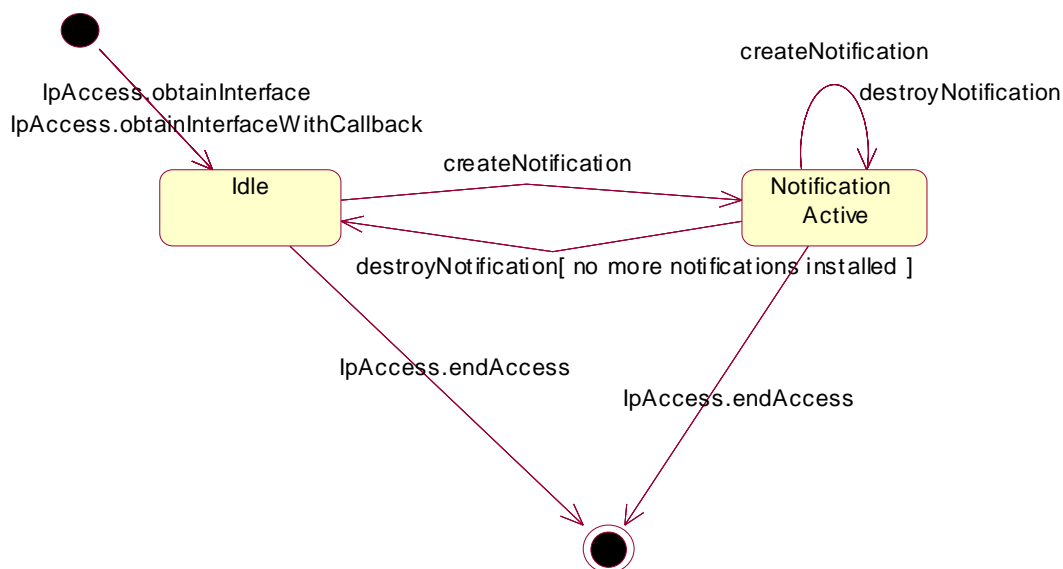 createNotification
destroyNotification
IpAccess.obtainInterface
IpAccess.obtainInterfaceWithCallback
createNotification
Idle
Notification
Active
destroyNotification[ no more notifications installed ]
IpAccess.endAccess
IpAccess.endAccess